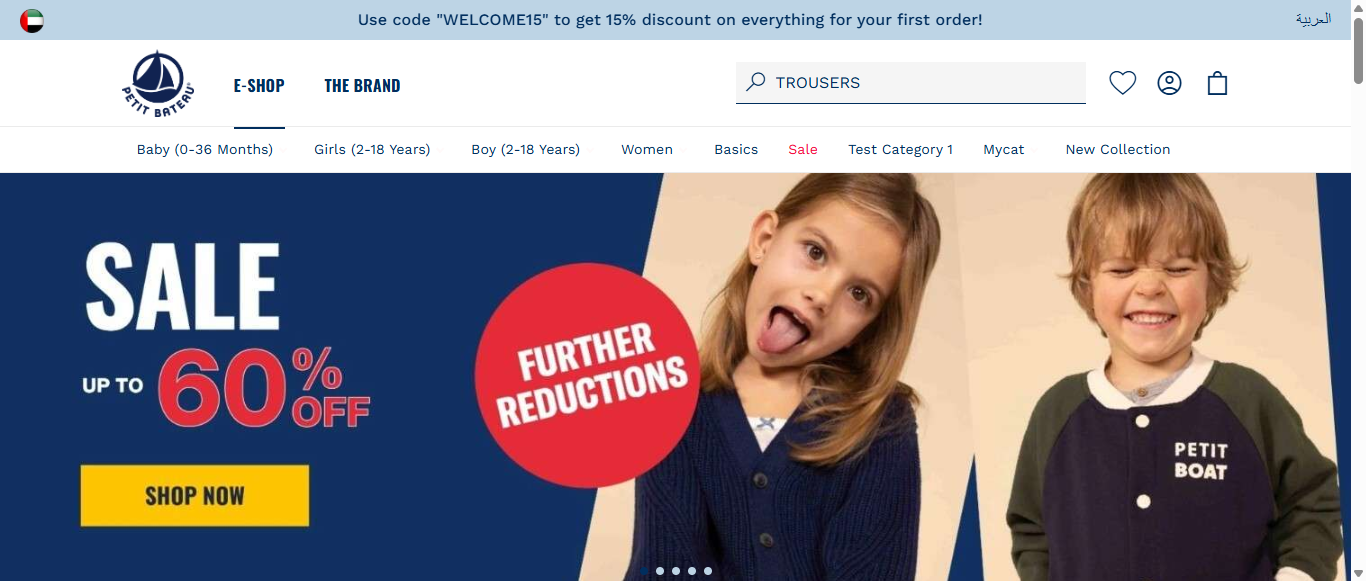 Use code "WELCOME15" to get 15% discount on everything for your first order!
العربية
PETIT BATEAU
E-SHOP
THE BRAND
TROUSERS
Baby (0-36 Months)
Girls (2-18 Years)
Boy (2-18 Years)
Women
Basics
Sale
Test Category 1
Mycat
New Collection
SALE
UP TO 60% OFF
SHOP NOW
FURTHER
REDUCTIONS
PETIT
BOAT